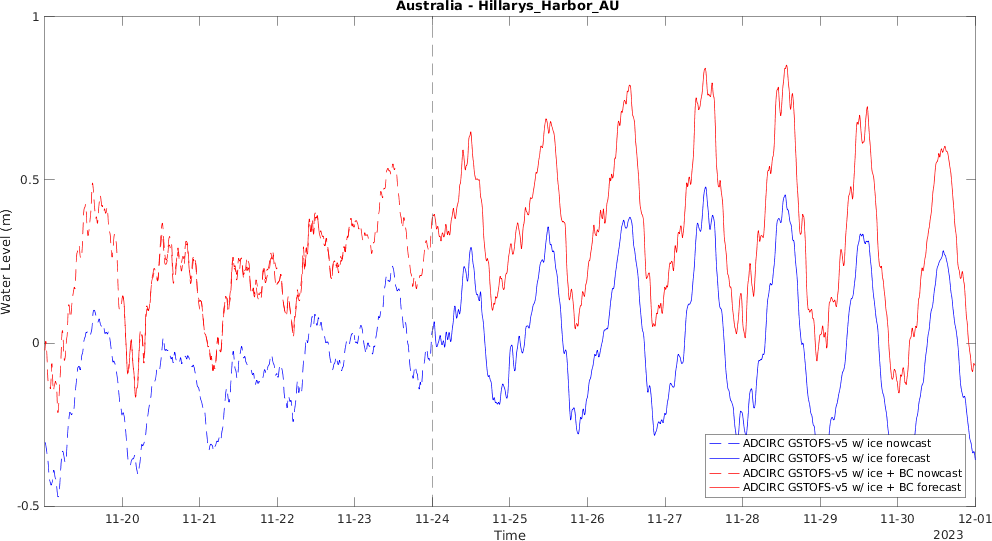 Australia - Hillarys_Harbor_AU
Water Level (m)
1
0.5
0
-0.5
ADCIRC GSTOFS-v5 w/ ice nowcast
ADCIRC GSTOFS-v5 w/ ice forecast
ADCIRC GSTOFS-v5 w/ ice + BC nowcast
ADCIRC GSTOFS-v5 w/ ice + BC forecast
11-20 11-21 11-22 11-23 11-24 11-25 11-26 11-27 11-28 11-29 11-30 12-01
Time
2023